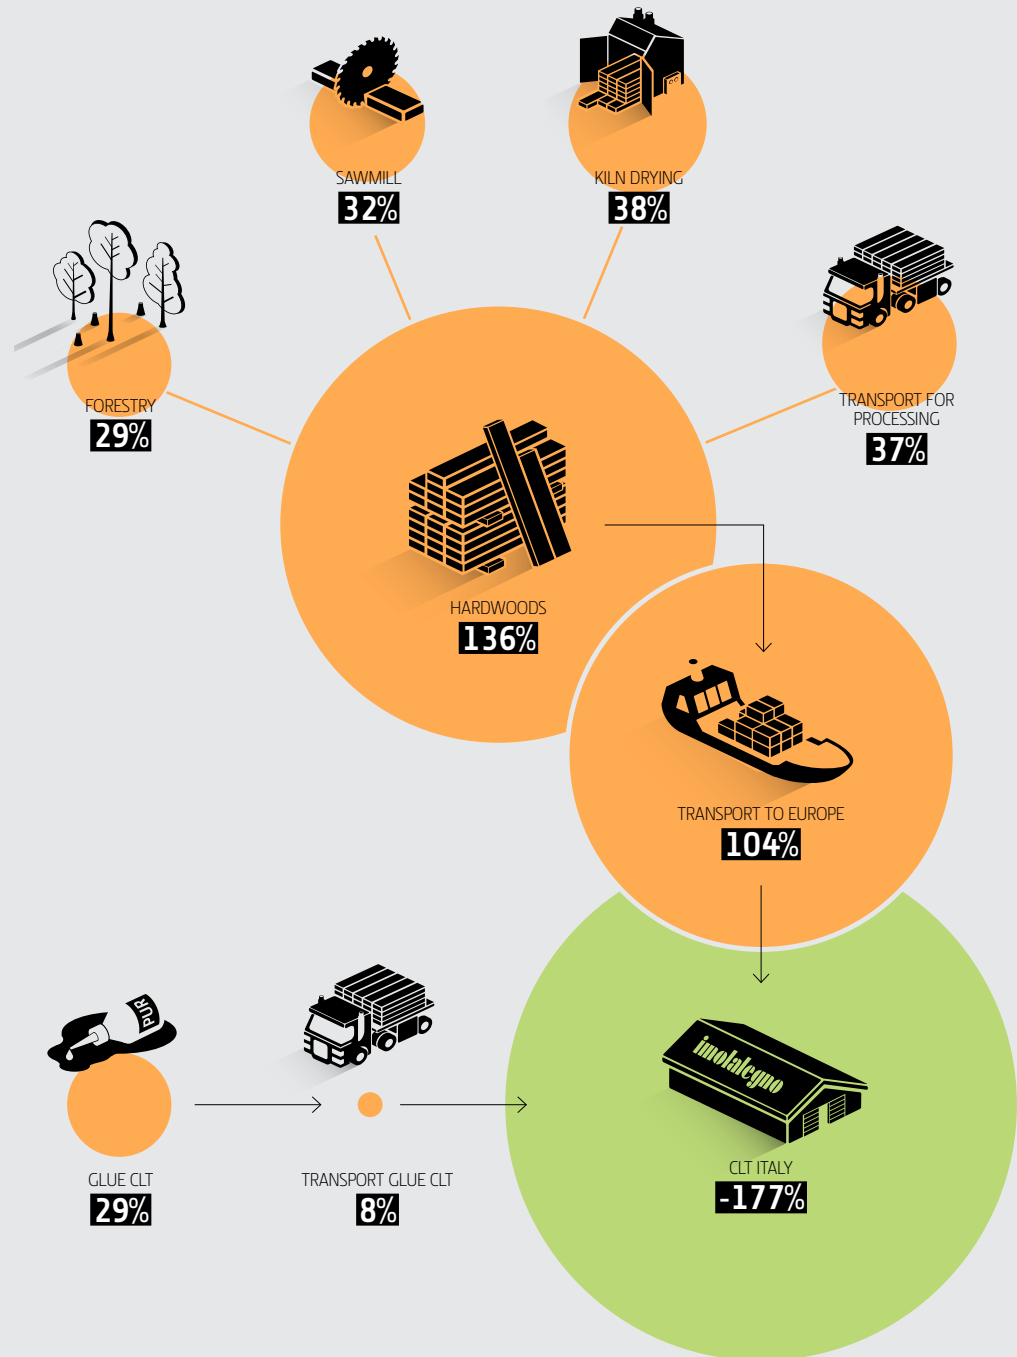 SAWMILL
32%
KILN DRYING
38%
FORESTRY
29%
TRANSPORT FOR
PROCESSING
37%
HARDWOODS
136%
TRANSPORT TO EUROPE
104%
PUR
GLUE CLT
29%
TRANSPORT GLUE CLT
8%
imolalegno
CLT ITALY
-177%